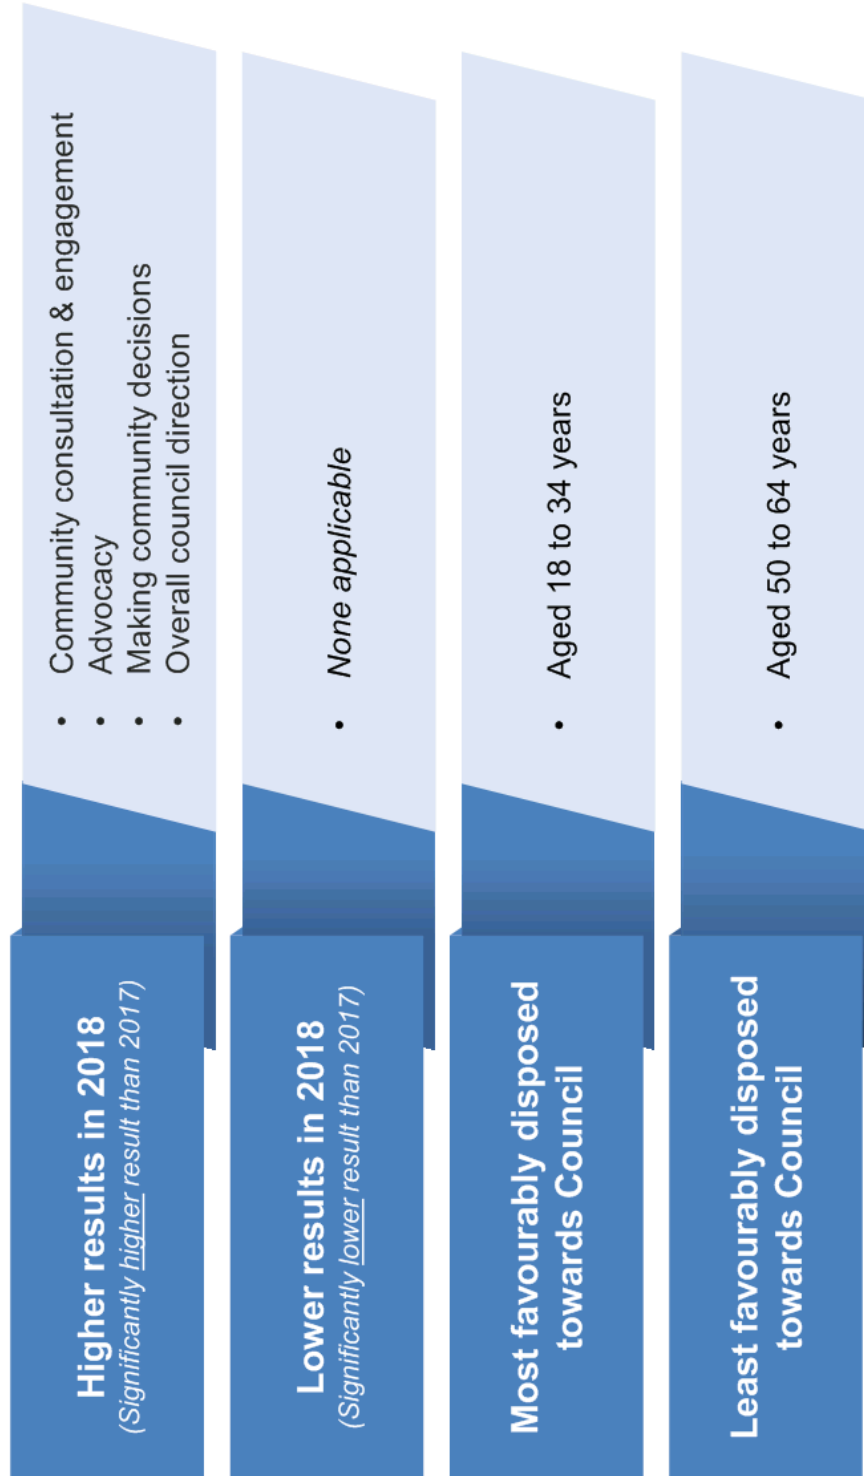 Higher results in 2018
(Significantly higher result than 2017)
• Community consultation & engagement
• Advocacy
• Making community decisions
• Overall council direction
Lower results in 2018
(Significantly lower result than 2017)
• None applicable
Most favourably disposed
towards Council
• Aged 18 to 34 years
Least favourably disposed
towards Council
• Aged 50 to 64 years